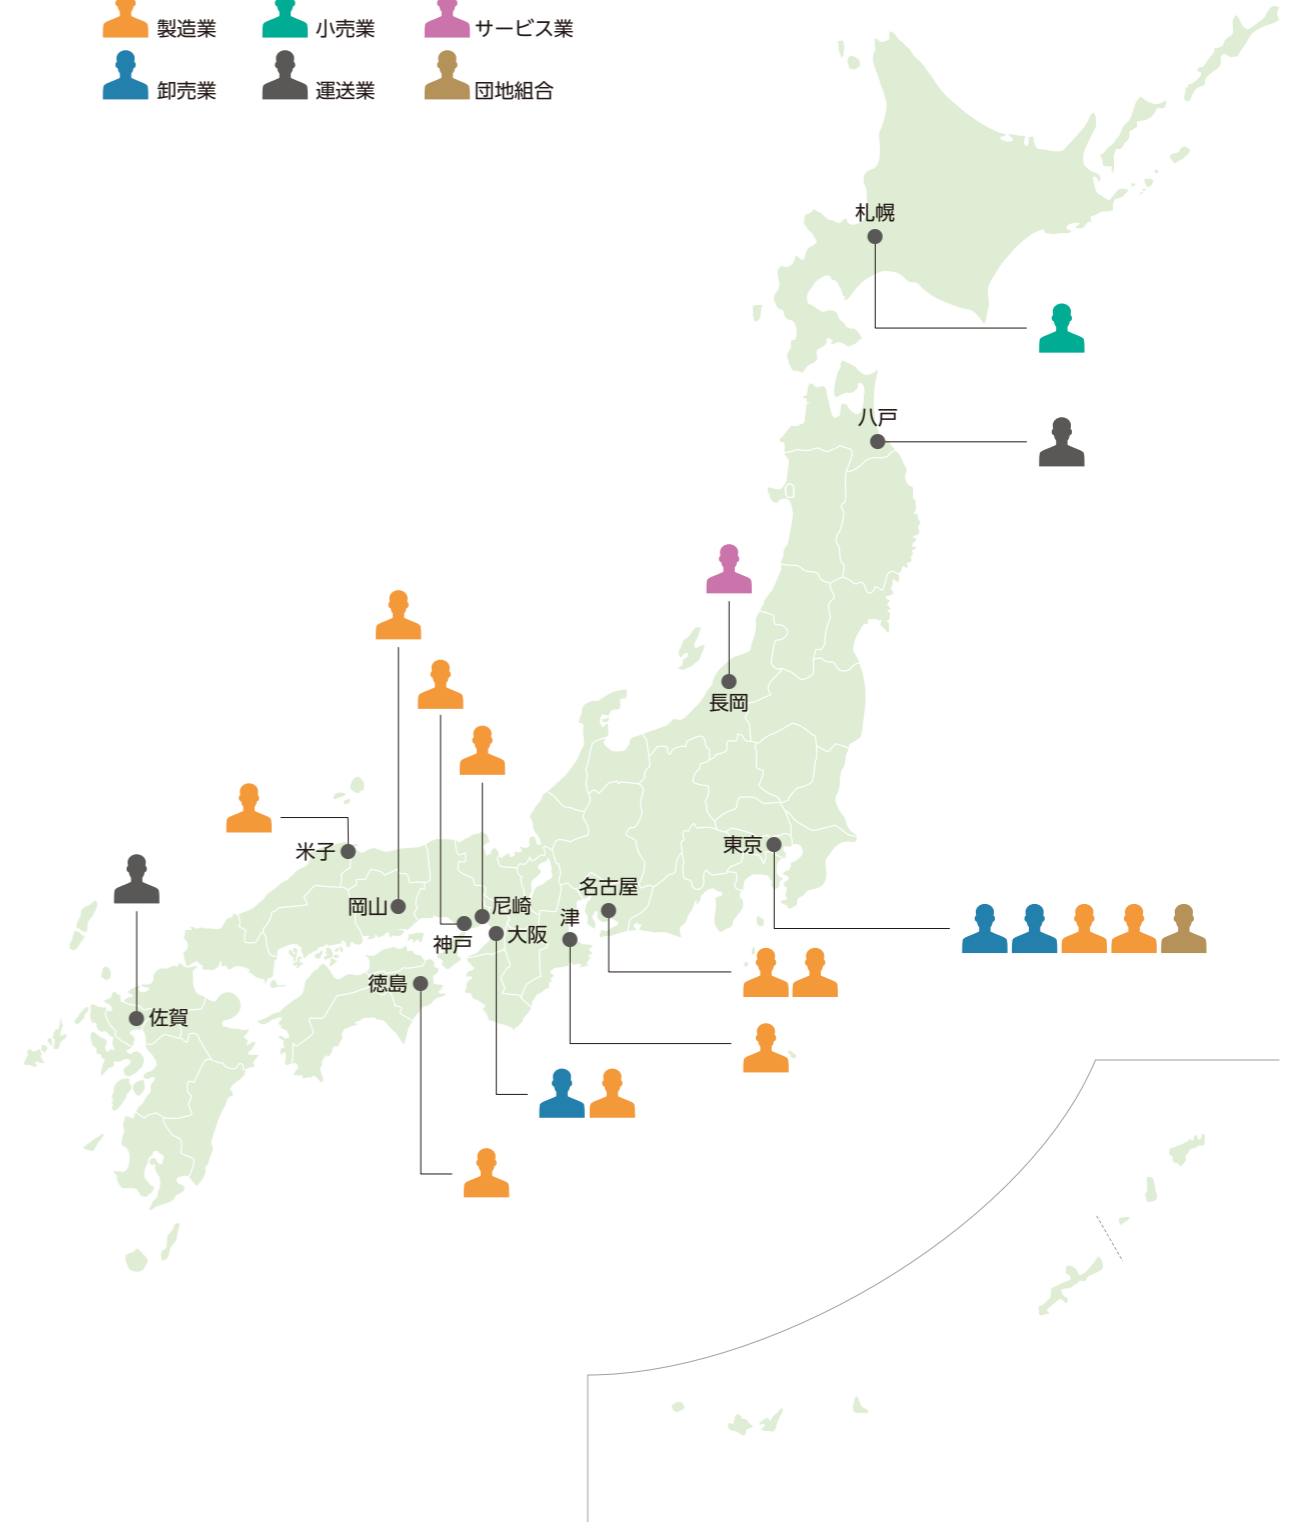 製造業
小売業
サービス業
卸売業
運送業
団地組合
札幌
八戸
長岡
米子
東京
名古屋
岡山
尼崎
津
大阪
神戸
徳島
佐賀